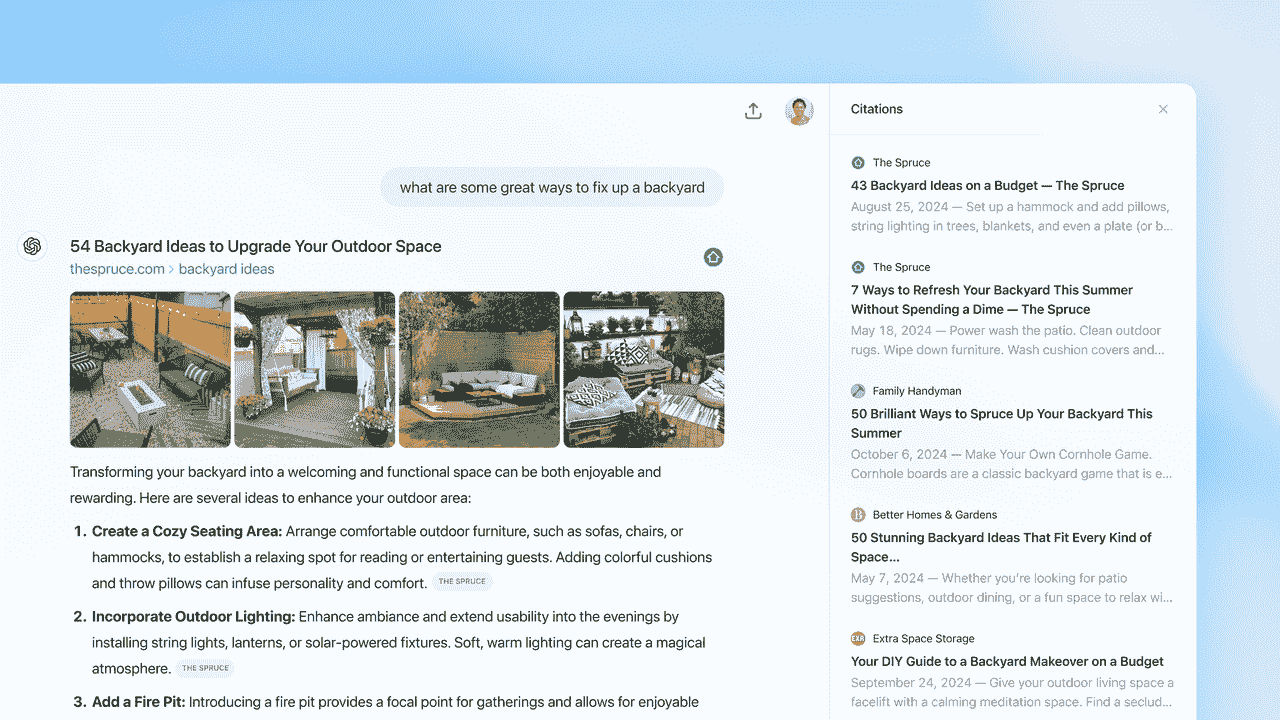 what are some great ways to fix up a backyard
54 Backyard Ideas to Upgrade Your Outdoor Space
thespruce.com > backyard ideas
Transforming your backyard into a welcoming and functional space can be both enjoyable and
rewarding. Here are several ideas to enhance your outdoor area:
1. Create a Cozy Seating Area: Arrange comfortable outdoor furniture, such as sofas, chairs, or
hammocks, to establish a relaxing spot for reading or entertaining guests. Adding colorful cushions
and throw pillows can infuse personality and comfort. THE SPRUCE
2. Incorporate Outdoor Lighting: Enhance ambiance and extend usability into the evenings by
installing string lights, lanterns, or solar-powered fixtures. Soft, warm lighting can create a magical
atmosphere. THE SPRUCE
3. Add a Fire Pit: Introducing a fire pit provides a focal point for gatherings and allows for enjoyable
Citations
The Spruce
43 Backyard Ideas on a Budget — The Spruce
August 25, 2024 — Set up a hammock and add pillows,
string lighting in trees, blankets, and even a plate (or b...
The Spruce
7 Ways to Refresh Your Backyard This Summer
Without Spending a Dime — The Spruce
May 18, 2024 — Power wash the patio. Clean outdoor
rugs. Wipe down furniture. Wash cushion covers and...
Family Handyman
50 Brilliant Ways to Spruce Up Your Backyard This
Summer
October 6, 2024 — Make Your Own Cornhole Game.
Cornhole boards are a classic backyard game that is e...
B
Better Homes & Gardens
50 Stunning Backyard Ideas That Fit Every Kind of
Space...
May 7, 2024 — Whether you're looking for patio
suggestions, outdoor dining, or a fun space to relax wi...
EXR
Extra Space Storage
Your DIY Guide to a Backyard Makeover on a Budget
September 24, 2024 — Give your outdoor living space a
facelift with a calming meditation space. Find a seclud...